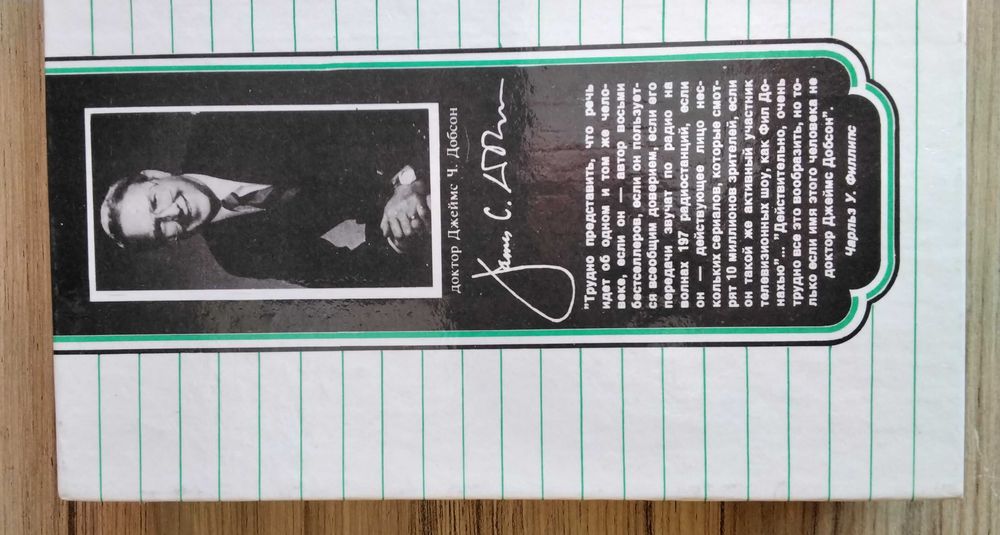 доктор Джеймс Ч. Добсон
James C. Dobson
"Трудно представить, что речь
идет об одном и том же чело-
веке, если он — автор восьми
бестселлеров, если он пользует-
ся всеобщим доверием, если его
передачи звучат по радио на
волнах 197 радиостанций, если
он — действующее лицо нес-
кольких сериалов, которые смот-
рят 10 миллионов зрителей, если
он такой же активный участник
телевизионных шоу, как Фил До-
нахью"... "Действительно, очень
трудно все это вообразить, но то-
лько если имя этого человека не
доктор Джеймс Добсон".
Чарльз У. Филлипс